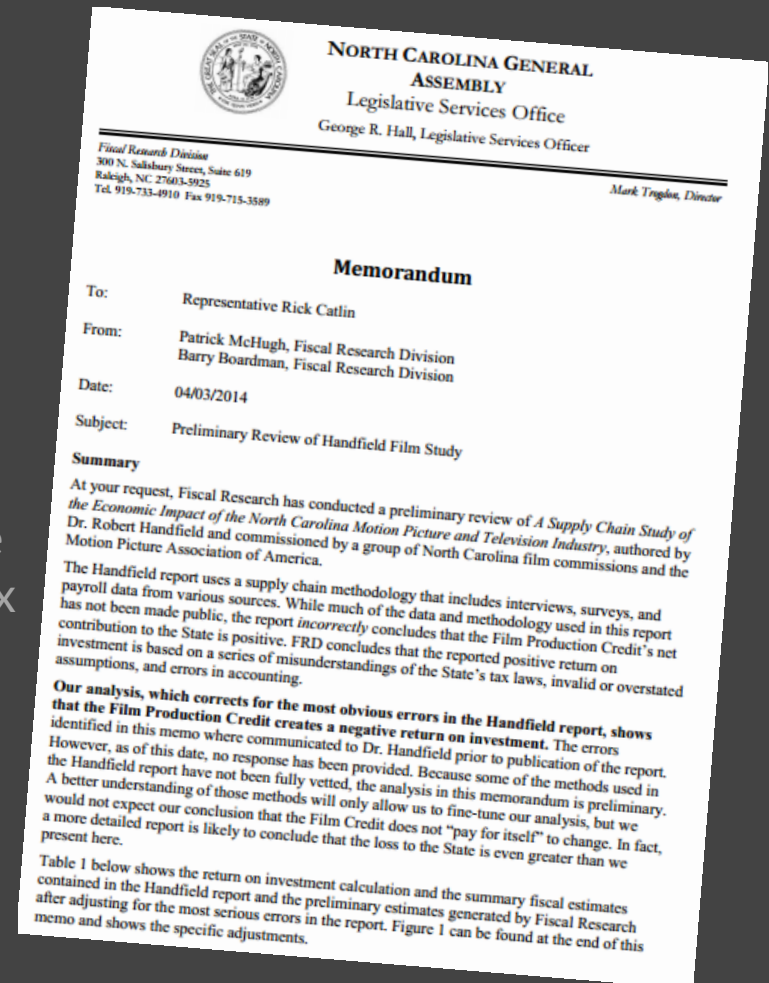 NORTH CAROLINA GENERAL
ASSEMBLY
Legislative Services Office
George R. Hall, Legislative Services Officer
Fiscal Research Division
300 N. Salisbury Street, Suite 619
Raleigh, NC 27603-5925
Tel. 919-733-4910 Fax 919-715-3589
Mark Trogdon, Director
Memorandum
To: Representative Rick Catlin
From: Patrick McHugh, Fiscal Research Division
Barry Boardman, Fiscal Research Division
Date: 04/03/2014
Subject: Preliminary Review of Handfield Film Study
Summary
At your request, Fiscal Research has conducted a preliminary review of A Supply Chain Study of
the Economic Impact of the North Carolina Motion Picture and Television Industry, authored by
Dr. Robert Handfield and commissioned by a group of North Carolina film commissions and the
Motion Picture Association of America.
The Handfield report uses a supply chain methodology that includes interviews, surveys, and
payroll data from various sources. While much of the data and methodology used in this report
has not been made public, the report incorrectly concludes that the Film Production Credit's net
contribution to the State is positive. FRD concludes that the reported positive return on
investment is based on a series of misunderstandings of the State's tax laws, invalid or overstated
assumptions, and errors in accounting.
Our analysis, which corrects for the most obvious errors in the Handfield report, shows
that the Film Production Credit creates a negative return on investment. The errors
identified in this memo where communicated to Dr. Handfield prior to publication of the report.
However, as of this date, no response has been provided. Because some of the methods used in
the Handfield report have not been fully vetted, the analysis in this memorandum is preliminary.
A better understanding of those methods will only allow us to fine-tune our analysis, but we
would not expect our conclusion that the Film Credit does not "pay for itself" to change. In fact,
a more detailed report is likely to conclude that the loss to the State is even greater than we
present here.
Table 1 below shows the return on investment calculation and the summary fiscal estimates
contained in the Handfield report and the preliminary estimates generated by Fiscal Research
after adjusting for the most serious errors in the report. Figure 1 can be found at the end of this
memo and shows the specific adjustments.